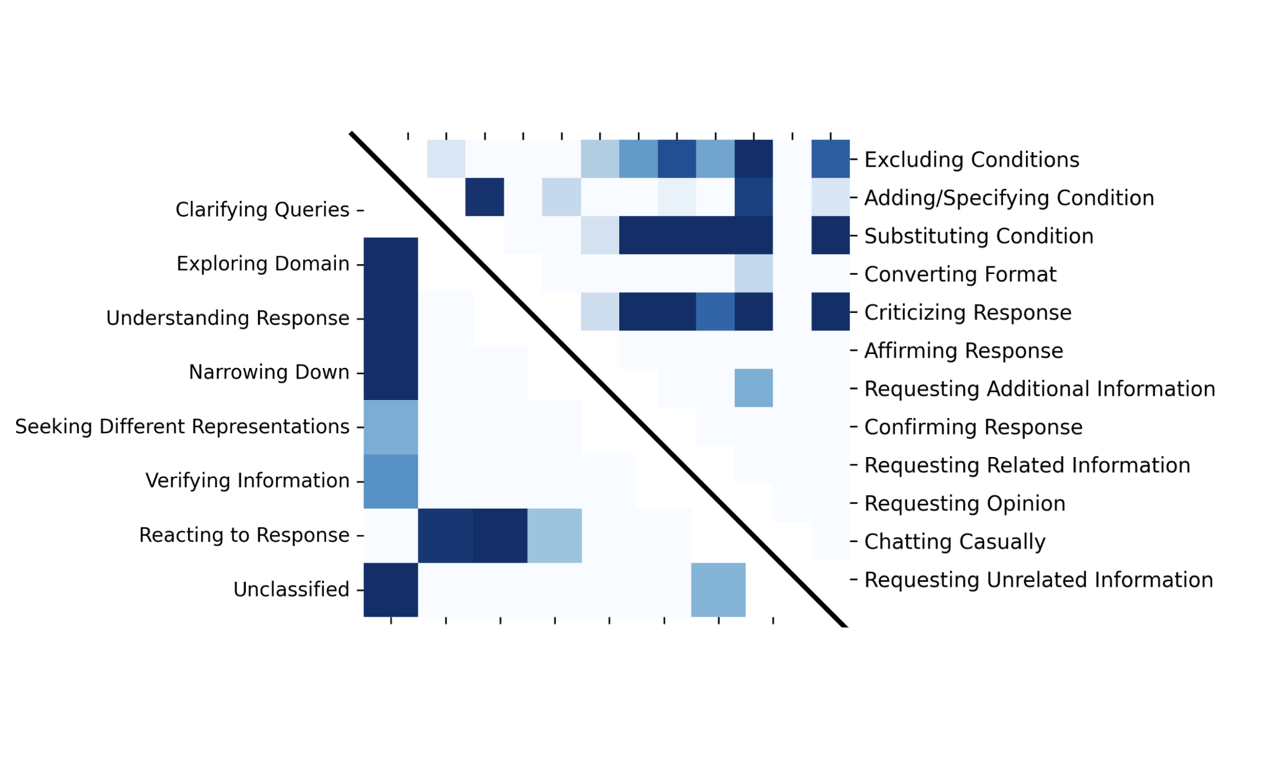 Clarifying Queries
Exploring Domain
Understanding Response
Narrowing Down
Seeking Different Representations
Verifying Information
Reacting to Response
Unclassified
Excluding Conditions
Adding/Specifying Condition
Substituting Condition
Converting Format
Criticizing Response
Affirming Response
Requesting Additional Information
Confirming Response
Requesting Related Information
Requesting Opinion
Chatting Casually
Requesting Unrelated Information